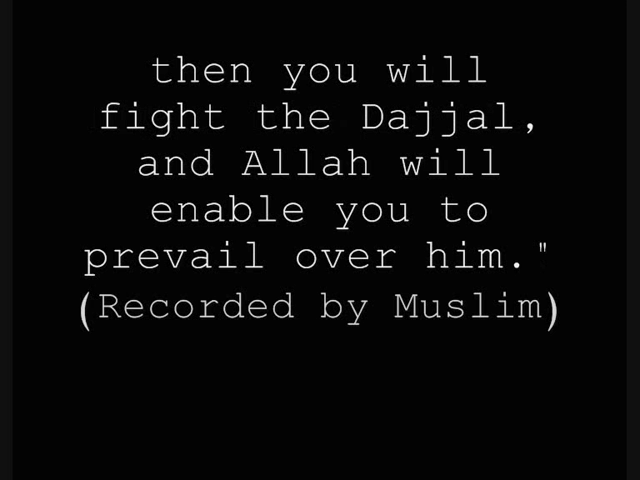 then you will
fight the Dajjal,
and Allah will
enable you to
prevail over him."
(Recorded by Muslim)